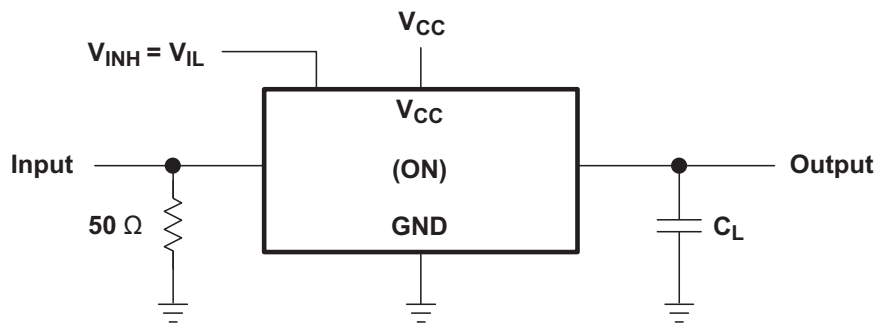 V_CC
V_INH = V_IL
V_CC
Input
(ON)
Output
50 Ω
GND
C_L